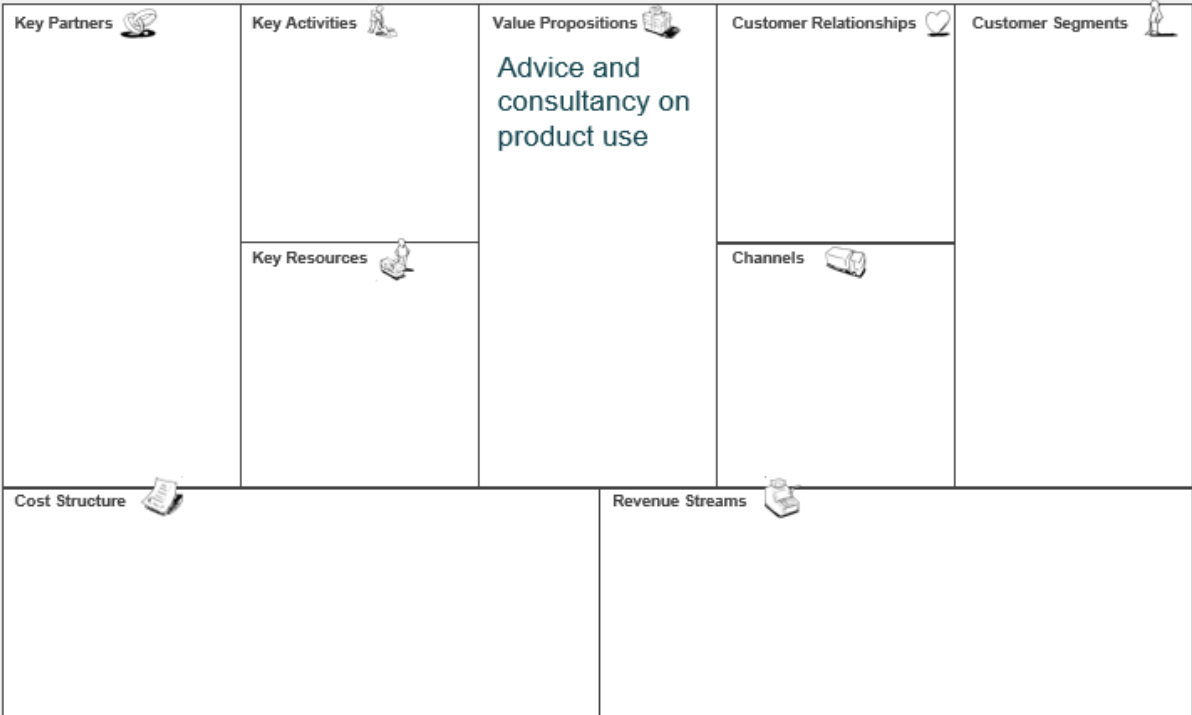 Key Partners
Key Activities
Value Propositions
Advice and
consultancy on
product use
Customer Relationships
Customer Segments
Key Resources
Channels
Cost Structure
Revenue Streams